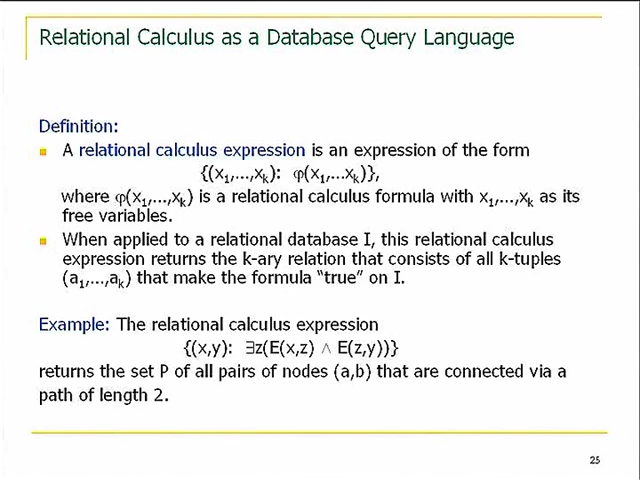 Relational Calculus as a Database Query Language
Definition:
A relational calculus expression is an expression of the form
{(x₁,...,xₖ): φ(x₁,...xₖ)},
where φ(x₁,...,xₖ) is a relational calculus formula with x₁,...,xₖ as its
free variables.
When applied to a relational database I, this relational calculus
expression returns the k-ary relation that consists of all k-tuples
(a₁,...,aₖ) that make the formula “true” on I.
Example: The relational calculus expression
{(x,y): ∃z(E(x,z) ∧ E(z,y))}
returns the set P of all pairs of nodes (a,b) that are connected via a
path of length 2.
25